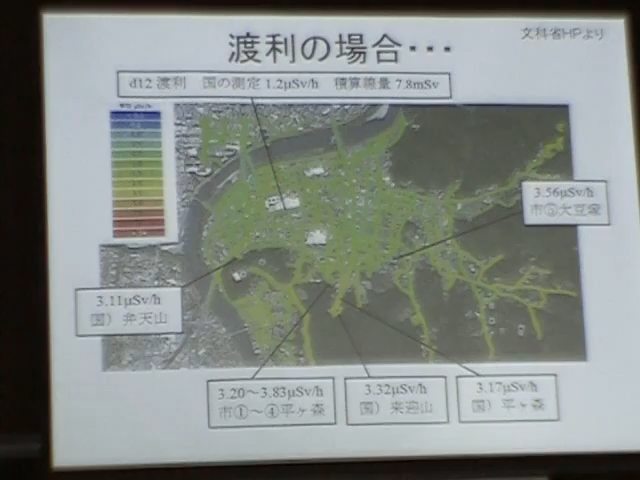 文科省HPより
渡利の場合・・・
d12 渡利 国の測定 1.2μSv/h 積算線量 7.8mSv
3.56μSv/h
市⑤大豆塚
3.11μSv/h
国）弁天山
3.20～3.83μSv/h
市①～④平ヶ森
3.32μSv/h
国）来迎山
3.17μSv/h
国）平ヶ森